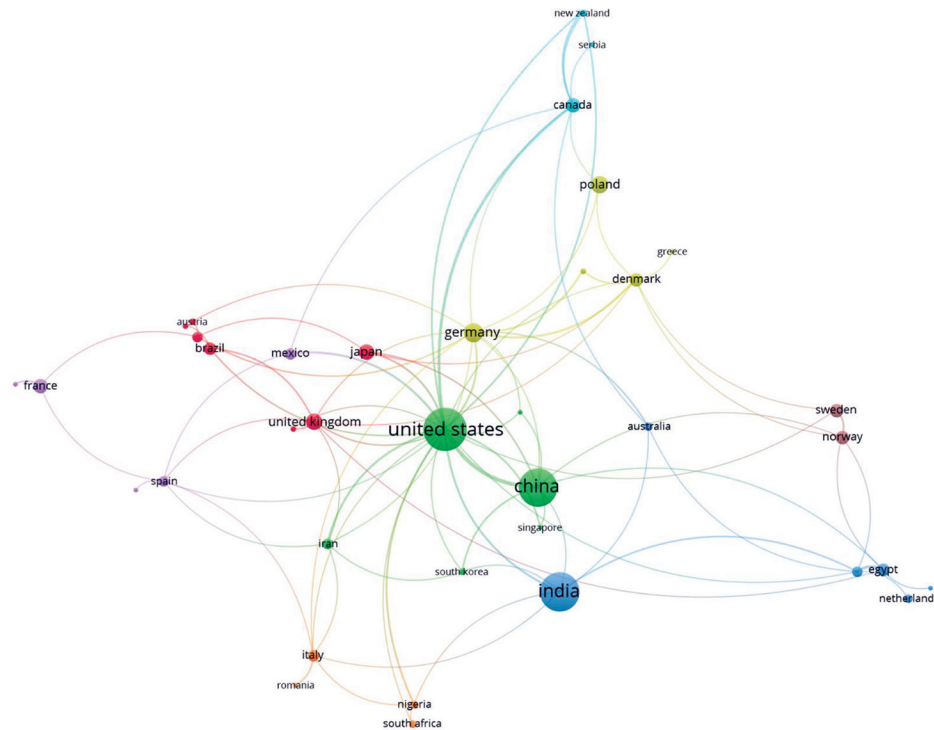 new zealand
serbia
canada
poland
greece
denmark
austria
brazil
mexico
japan
germany
france
united kingdom
united states
australia
sweden
norway
spain
china
singapore
iran
south korea
egypt
india
netherland
italy
romania
nigeria
south africa